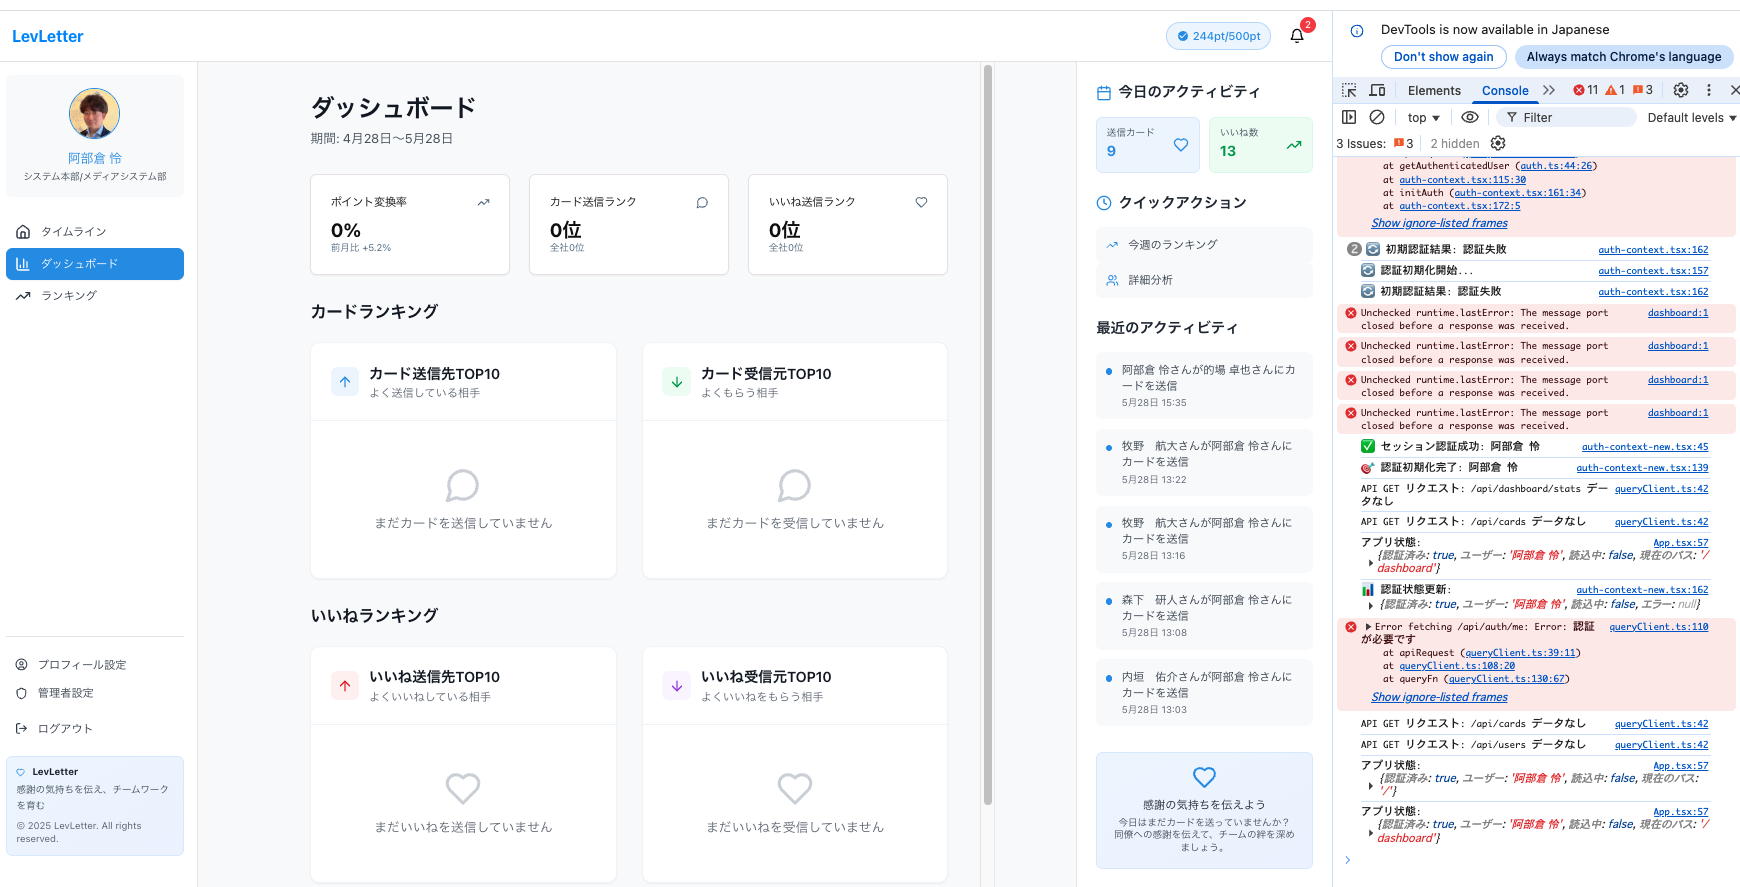 LevLetter
244pt/500pt
2
阿部倉 怜
システム本部/メディアシステム部
タイムライン
ダッシュボード
ランキング
プロフィール設定
管理者設定
ログアウト
LevLetter
感謝の気持ちを伝え、チームワーク
を育む
© 2025 LevLetter. All rights
reserved.
ダッシュボード
期間: 4月28日〜5月28日
ポイント変換率
0%
前月比 +5.2%
カード送信ランク
0位
全社0位
いいね送信ランク
0位
全社0位
カードランキング
カード送信先TOP10
よく送信している相手
まだカードを送信していません
カード受信元TOP10
よくもらう相手
まだカードを受信していません
いいねランキング
いいね送信先TOP10
よくいいねしている相手
まだいいねを送信していません
いいね受信元TOP10
よくいいねをもらう相手
まだいいねを受信していません
今日のアクティビティ
送信カード
9
いいね数
13
クイックアクション
今週のランキング
詳細分析
最近のアクティビティ
阿部倉 怜さんが的場 卓也さんにカ
ードを送信
5月28日 15:35
牧野　航大さんが阿部倉 怜さんに
カードを送信
5月28日 13:22
牧野　航大さんが阿部倉 怜さんに
カードを送信
5月28日 13:16
森下　研人さんが阿部倉 怜さんに
カードを送信
5月28日 13:08
内垣　佑介さんが阿部倉 怜さんに
カードを送信
5月28日 13:03
感謝の気持ちを伝えよう
今日はまだカードを送っていませんか？
同僚への感謝を伝えて、チームの絆を深め
ましょう。
DevTools is now available in Japanese
Don't show again
Always match Chrome's language
Elements
Console
11
1
3
top
Filter
Default levels
3 Issues:
3
2 hidden
at getAuthenticatedUser (auth.ts:44:26)
at auth-context.tsx:115:30
at initAuth (auth-context.tsx:161:34)
at auth-context.tsx:172:5
Show ignore-listed frames
2 🔄 初期認証結果: 認証失敗 auth-context.tsx:162
🔄 認証初期化開始... auth-context.tsx:157
🔄 初期認証結果: 認証失敗 auth-context.tsx:162
Unchecked runtime.lastError: The message port dashboard:1
closed before a response was received.
Unchecked runtime.lastError: The message port dashboard:1
closed before a response was received.
Unchecked runtime.lastError: The message port dashboard:1
closed before a response was received.
Unchecked runtime.lastError: The message port dashboard:1
closed before a response was received.
✅ セッション認証成功: 阿部倉 怜 auth-context-new.tsx:45
🎯 認証初期化完了: 阿部倉 怜 auth-context-new.tsx:139
API GET リクエスト: /api/dashboard/stats デー queryClient.ts:42
タなし
API GET リクエスト: /api/cards データなし queryClient.ts:42
アプリ状態: App.tsx:57
{認証済み: true, ユーザー: '阿部倉 怜', 読込中: false, 現在のパス: '/
dashboard'}
📊 認証状態更新: auth-context-new.tsx:162
{認証済み: true, ユーザー: '阿部倉 怜', 読込中: false, エラー: null}
Error fetching /api/auth/me: Error: 認証 queryClient.ts:110
が必要です
at apiRequest (queryClient.ts:39:11)
at queryClient.ts:108:20
at queryFn (queryClient.ts:130:67)
Show ignore-listed frames
API GET リクエスト: /api/cards データなし queryClient.ts:42
API GET リクエスト: /api/users データなし queryClient.ts:42
アプリ状態: App.tsx:57
{認証済み: true, ユーザー: '阿部倉 怜', 読込中: false, 現在のパス:
'/'}
アプリ状態: App.tsx:57
{認証済み: true, ユーザー: '阿部倉 怜', 読込中: false, 現在のパス: '/
dashboard'}